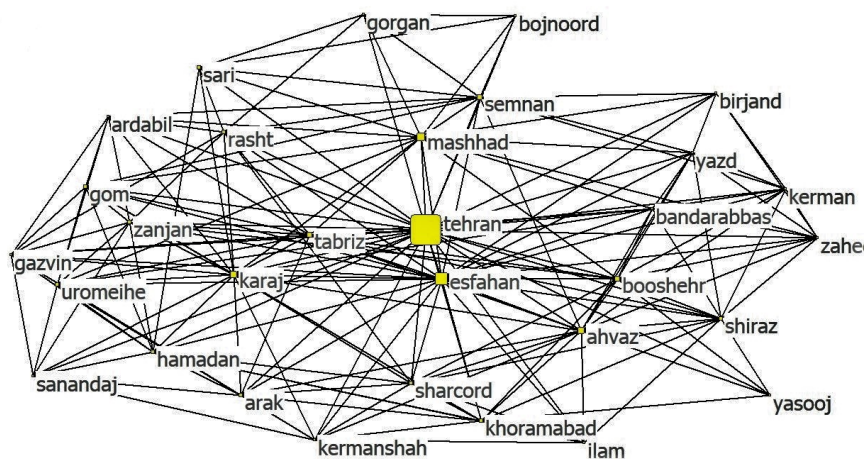 gorgan
bojnoord
sari
semnan
birjand
ardabil
rasht
mashhad
yazd
gom
kerman
zanjan
tehran
bandarabbas
tabriz
zahed
gazvin
uromeihe
karaj
esfahan
booshehr
shiraz
ahvaz
hamadan
sanandaj
arak
sharcord
yasooj
khoramabad
kermanshah
ilam